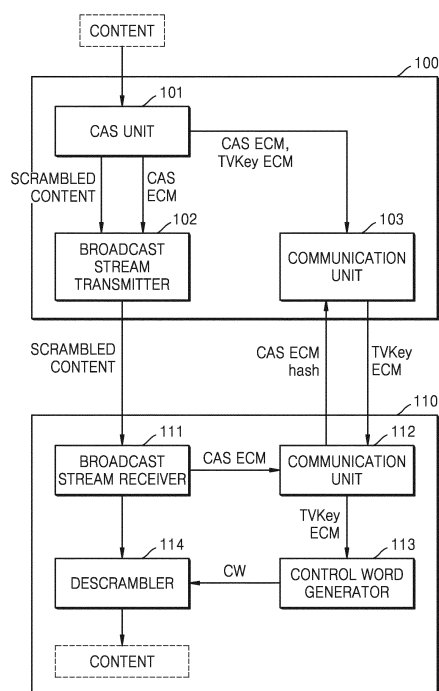 CONTENT
100
101
CAS UNIT
CAS ECM,
TVKey ECM
SCRAMBLED
CONTENT
CAS
ECM
102
103
BROADCAST
STREAM
TRANSMITTER
COMMUNICATION
UNIT
SCRAMBLED
CONTENT
CAS ECM
hash
TVKey
ECM
110
111
112
BROADCAST
STREAM RECEIVER
CAS ECM
COMMUNICATION
UNIT
TVKey
ECM
114
113
DESCRAMBLER
CW
CONTROL WORD
GENERATOR
CONTENT